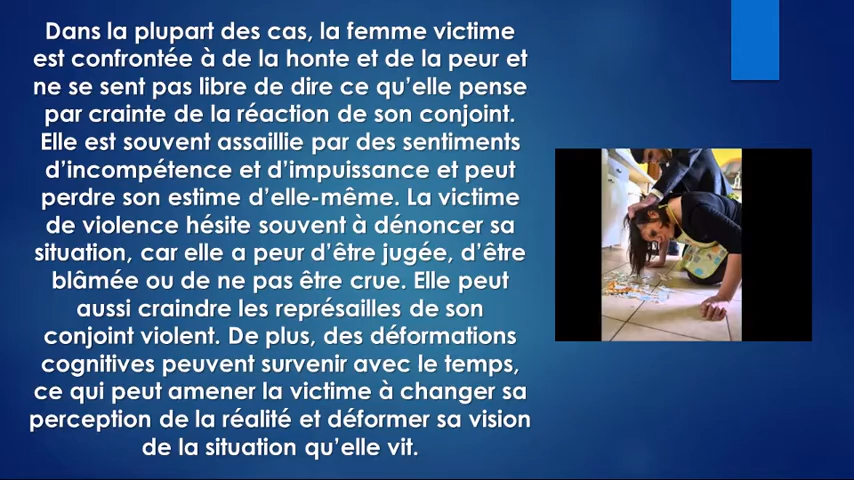 Dans la plupart des cas, la femme victime
est confrontée à de la honte et de la peur et
ne se sent pas libre de dire ce qu’elle pense
par crainte de la réaction de son conjoint.
Elle est souvent assaillie par des sentiments
d’incompétence et d’impuissance et peut
perdre son estime d’elle-même. La victime
de violence hésite souvent à dénoncer sa
situation, car elle a peur d’être jugée, d’être
blâmée ou de ne pas être crue. Elle peut
aussi craindre les représailles de son
conjoint violent. De plus, des déformations
cognitives peuvent survenir avec le temps,
ce qui peut amener la victime à changer sa
perception de la réalité et déformer sa vision
de la situation qu’elle vit.